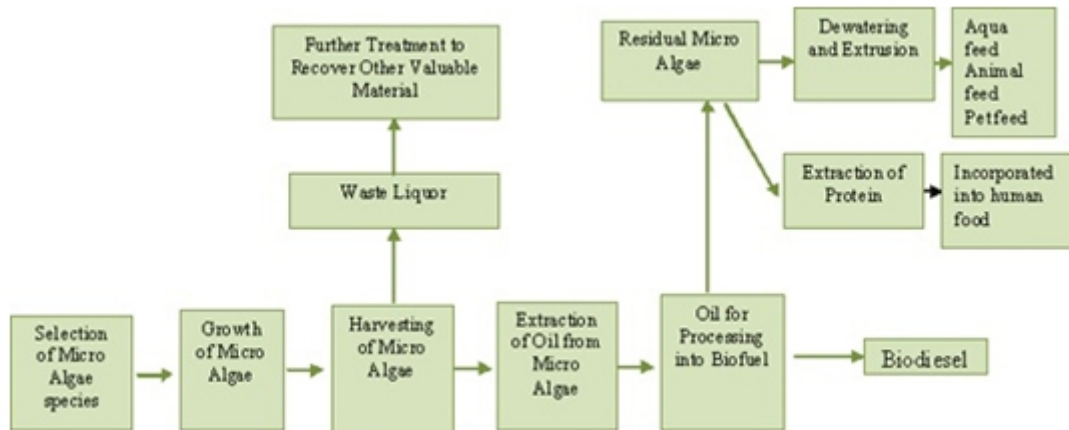 Further Treatment to
Recover Other Valuable
Material
Residual Micro
Algae
Dewatering
and Extrusion
Aqua
feed
Animal
feed
Petfeed
Waste Liquor
Extraction of
Protein
Incorporated
into human
food
Selection
of Micro
Algae
species
Growth
of Micro
Algae
Harvesting
of Micro
Algae
Extraction
of Oil from
Micro
Algae
Oil for
Processing
into Biofuel
Biodiesel